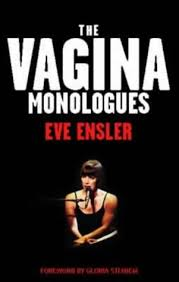 THE
VAGINA
MONOLOGUES
EVE ENSLER
FOREWORD BY GLORIA STEINEM